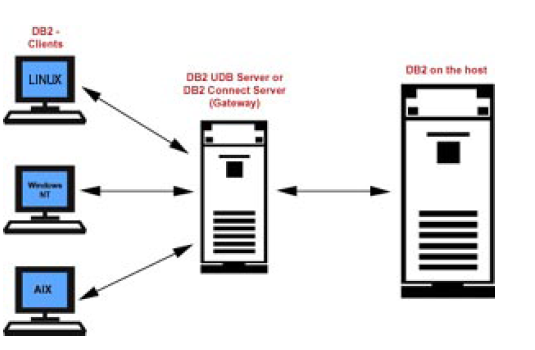 DB2 -
Clients
LINUX
DB2 UDB Server or
DB2 Connect Server
(Gateway)
DB2 on the host
Windows
NT
AIX